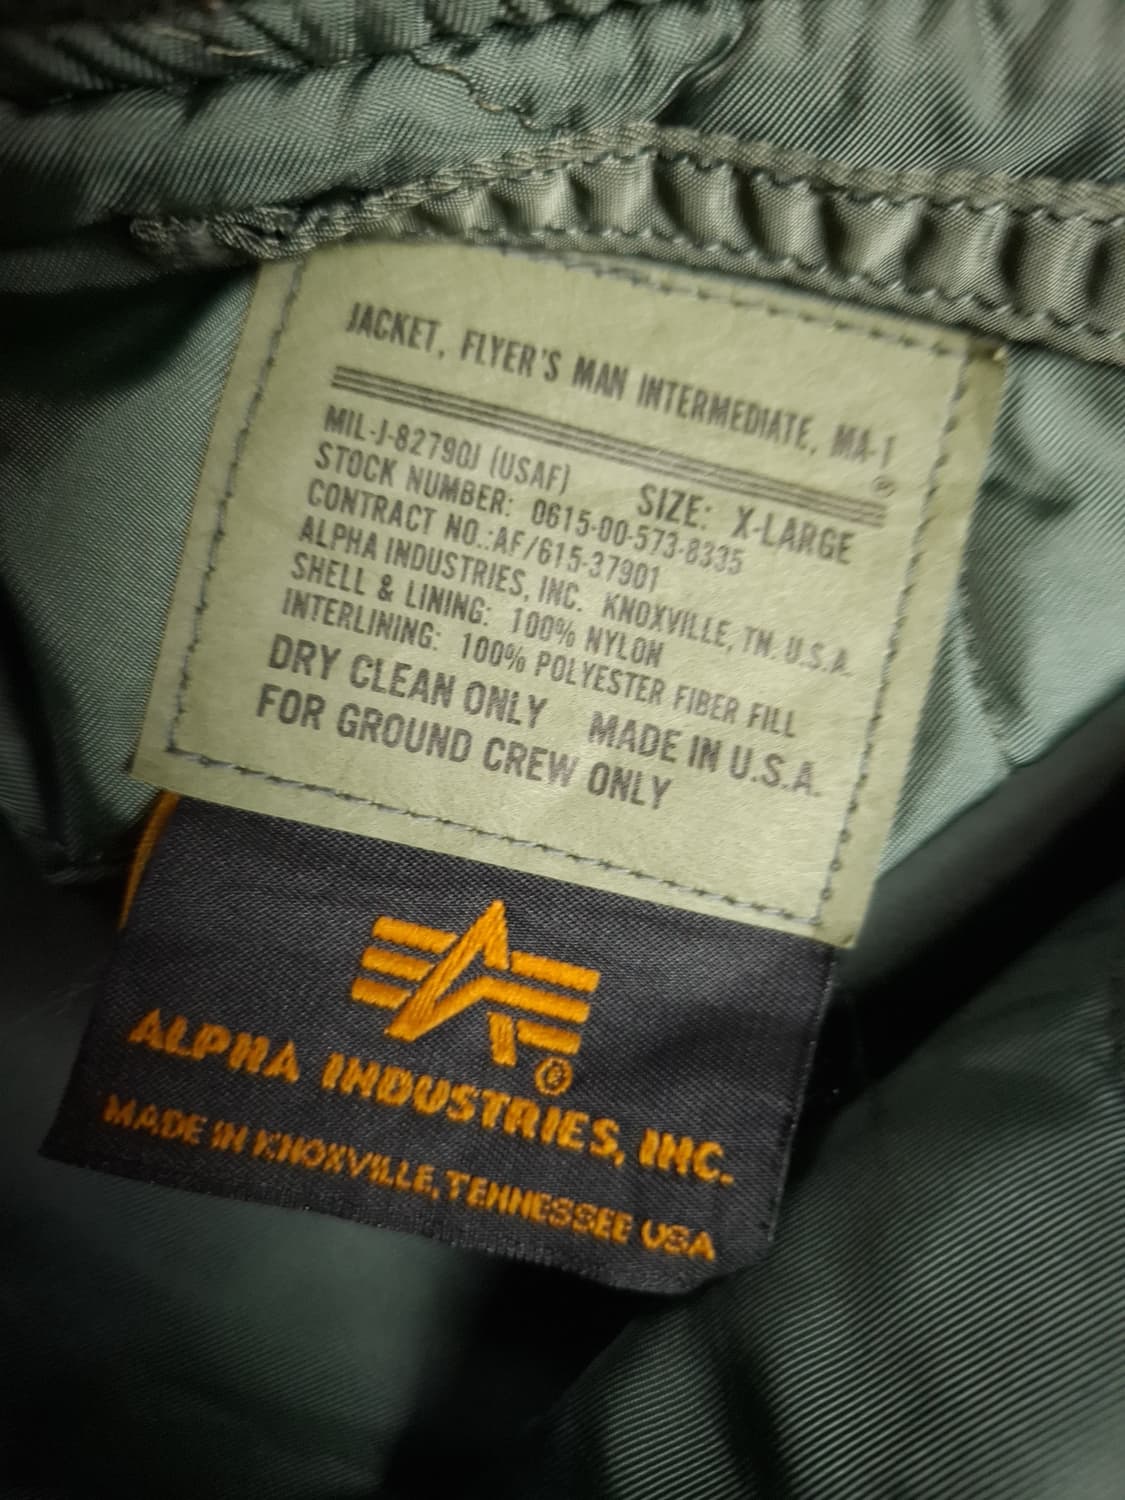 JACKET, FLYER'S MAN INTERMEDIATE, MA-1
®
MIL-J-82790J (USAF) SIZE: X-LARGE
STOCK NUMBER: 0615-00-573-8335
CONTRACT NO.:AF/615-37901
ALPHA INDUSTRIES, INC. KNOXVILLE, TN. U.S.A.
SHELL & LINING: 100% NYLON
INTERLINING: 100% POLYESTER FIBER FILL
DRY CLEAN ONLY MADE IN U.S.A.
FOR GROUND CREW ONLY
®
ALPHA INDUSTRIES, INC.
MADE IN KNOXVILLE, TENNESSEE USA